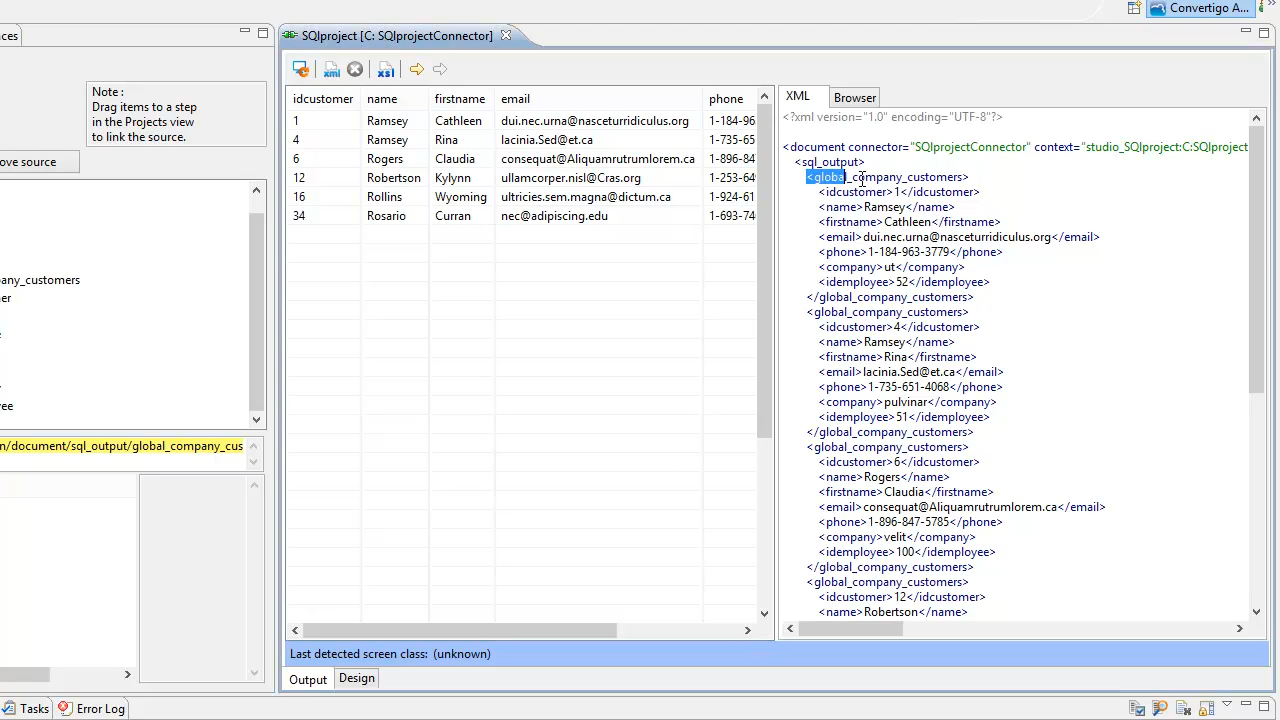 Convertigo A...
ces
SQlproject [C: SQlprojectConnector]
Note :
Drag items to a step
in the Projects view
to link the source.
ove source
any_customers
er
ee
n/document/sql_output/global_company_cus
idcustomer name firstname email phone
1 Ramsey Cathleen dui.nec.urna@nasceturridiculus.org 1-184-96
4 Ramsey Rina lacinia.Sed@et.ca 1-735-65
6 Rogers Claudia consequat@Aliquamrutrumlorem.ca 1-896-84
12 Robertson Kylynn ullamcorper.nisl@Cras.org 1-253-64
16 Rollins Wyoming ultricies.sem.magna@dictum.ca 1-924-61
34 Rosario Curran nec@adipiscing.edu 1-693-74
XML Browser
<?xml version="1.0" encoding="UTF-8"?>
<document connector="SQlprojectConnector" context="studio_SQlproject:C:SQlproject
<sql_output>
<global_company_customers>
<idcustomer>1</idcustomer>
<name>Ramsey</name>
<firstname>Cathleen</firstname>
<email>dui.nec.urna@nasceturridiculus.org</email>
<phone>1-184-963-3779</phone>
<company>ut</company>
<idemployee>52</idemployee>
</global_company_customers>
<global_company_customers>
<idcustomer>4</idcustomer>
<name>Ramsey</name>
<firstname>Rina</firstname>
<email>lacinia.Sed@et.ca</email>
<phone>1-735-651-4068</phone>
<company>pulvinar</company>
<idemployee>51</idemployee>
</global_company_customers>
<global_company_customers>
<idcustomer>6</idcustomer>
<name>Rogers</name>
<firstname>Claudia</firstname>
<email>consequat@Aliquamrutrumlorem.ca</email>
<phone>1-896-847-5785</phone>
<company>velit</company>
<idemployee>100</idemployee>
</global_company_customers>
<global_company_customers>
<idcustomer>12</idcustomer>
<name>Robertson</name>
Last detected screen class: (unknown)
Output Design
Tasks Error Log